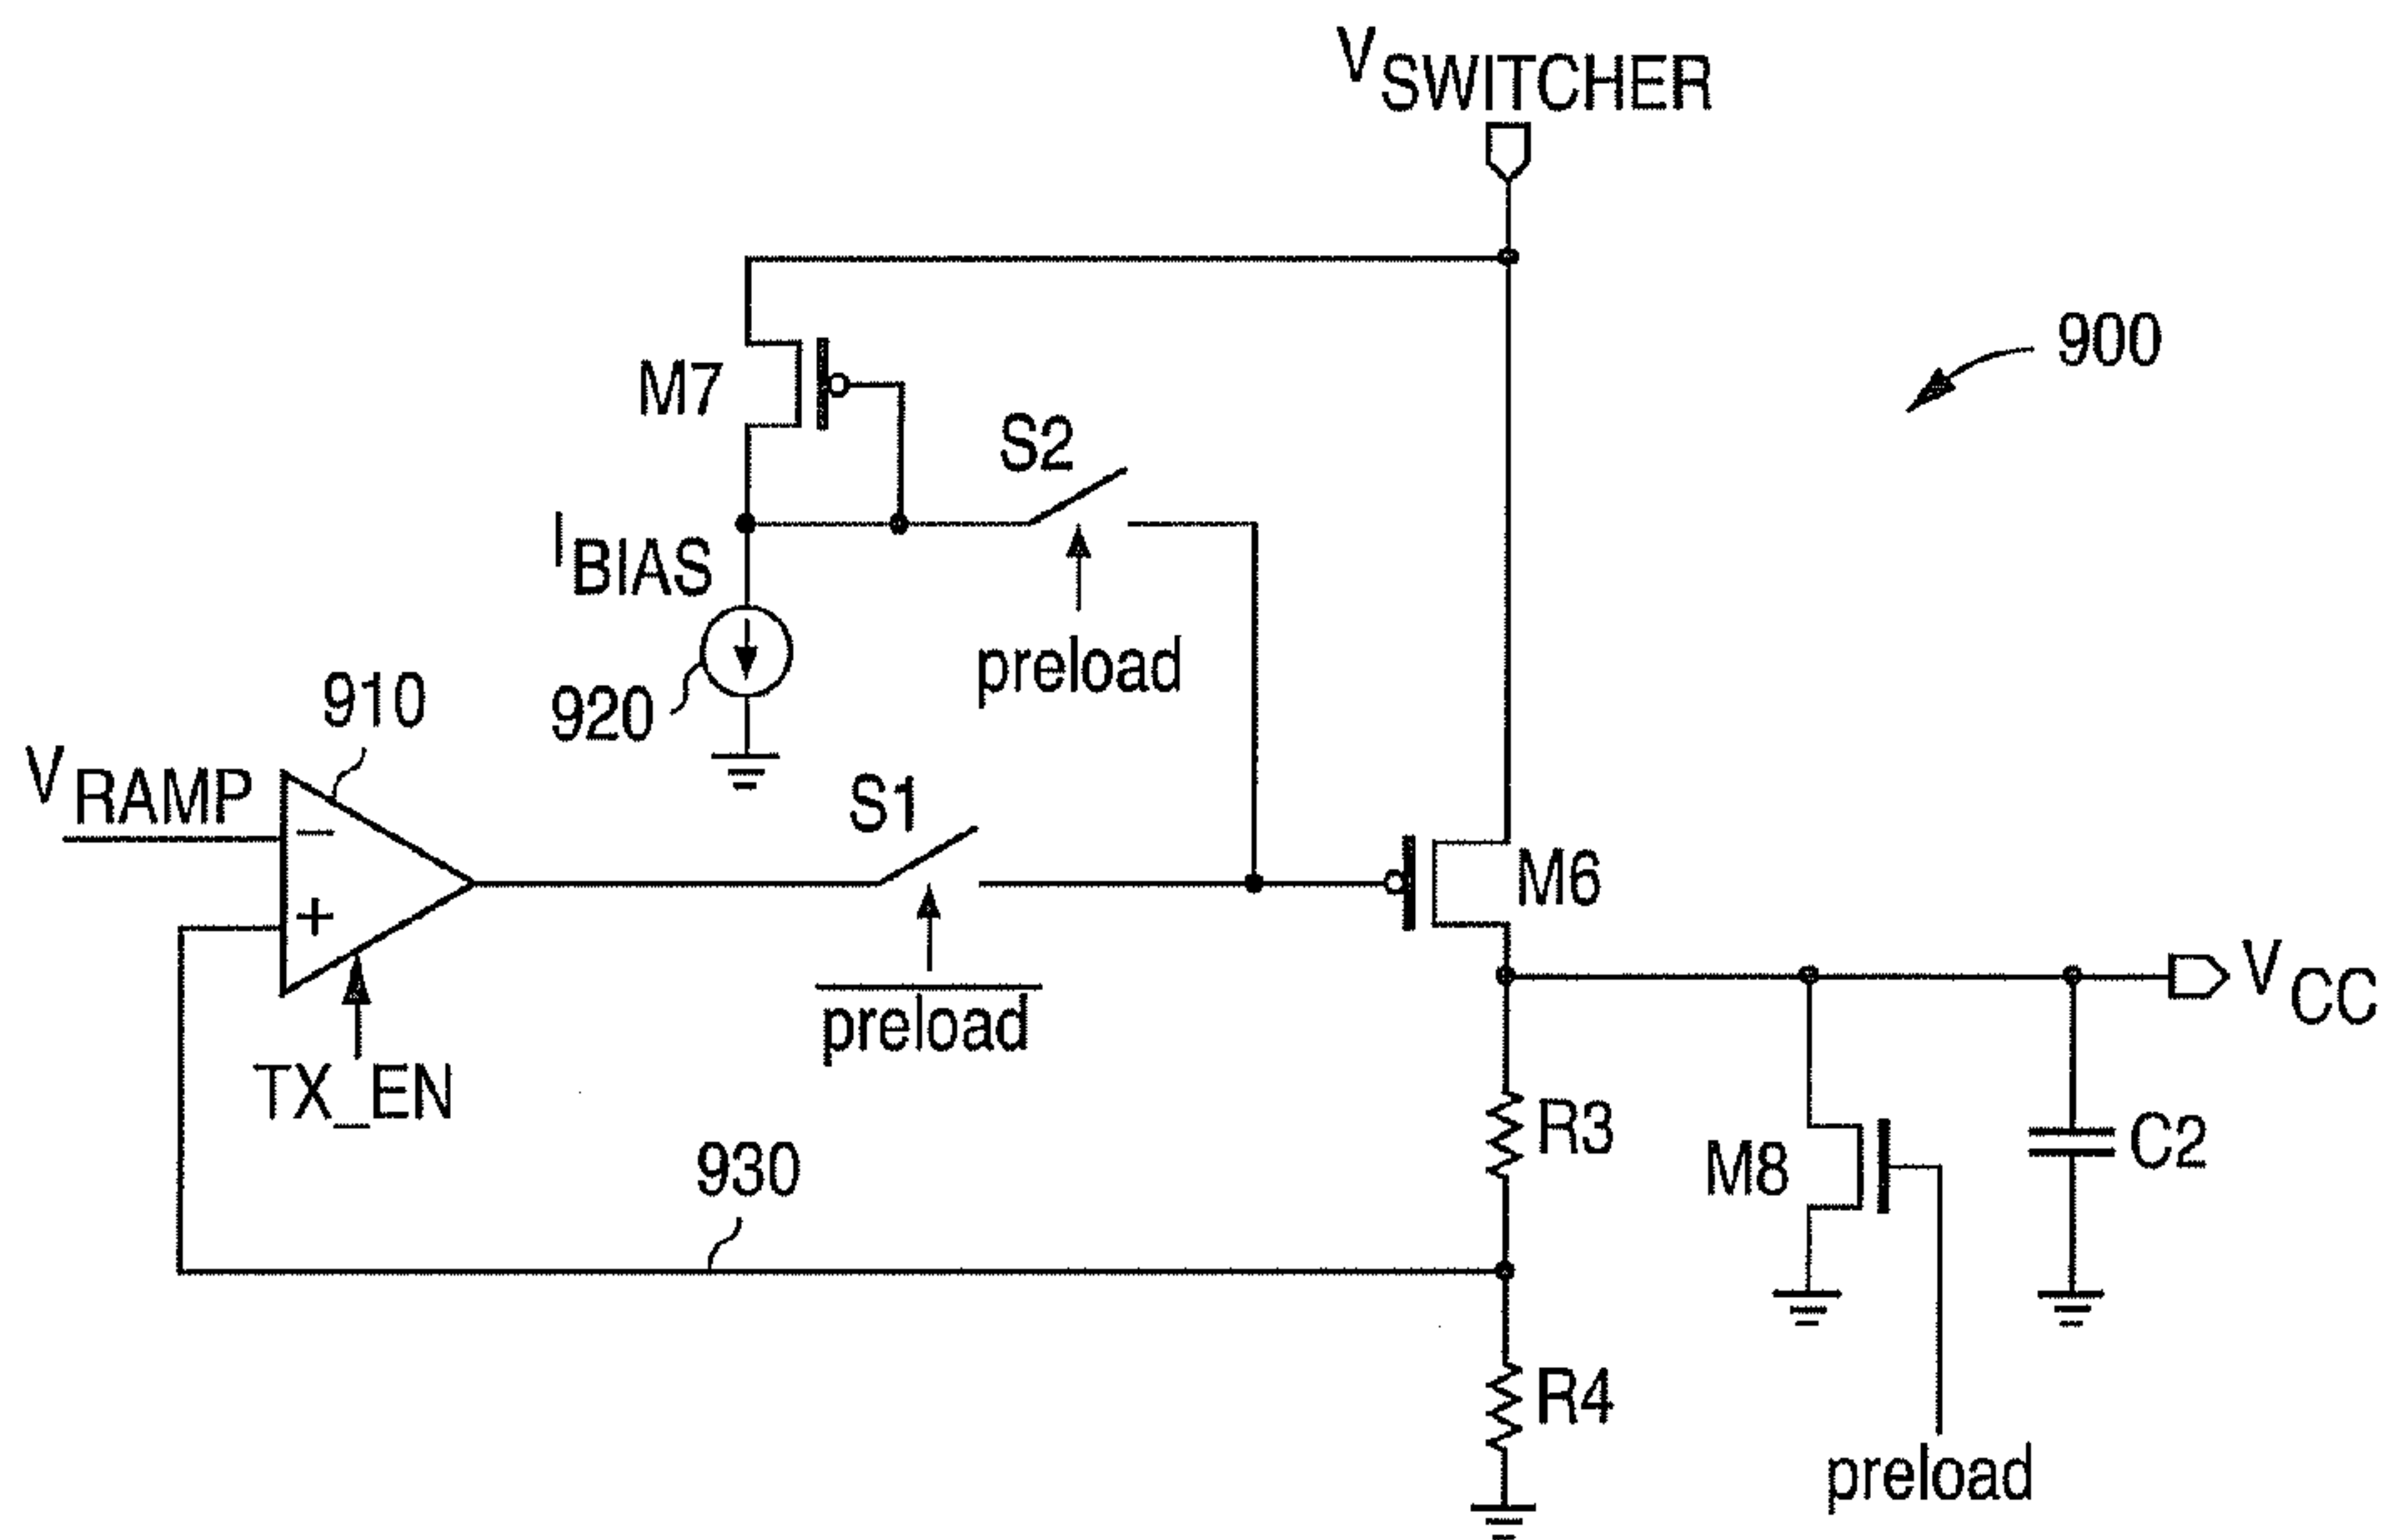 VSWITCHER
900
M7
S2
IBIAS
preload
910
920
VRAMP
S1
M6
−
+
VCC
preload
TX_EN
930
R3
M8
C2
R4
preload